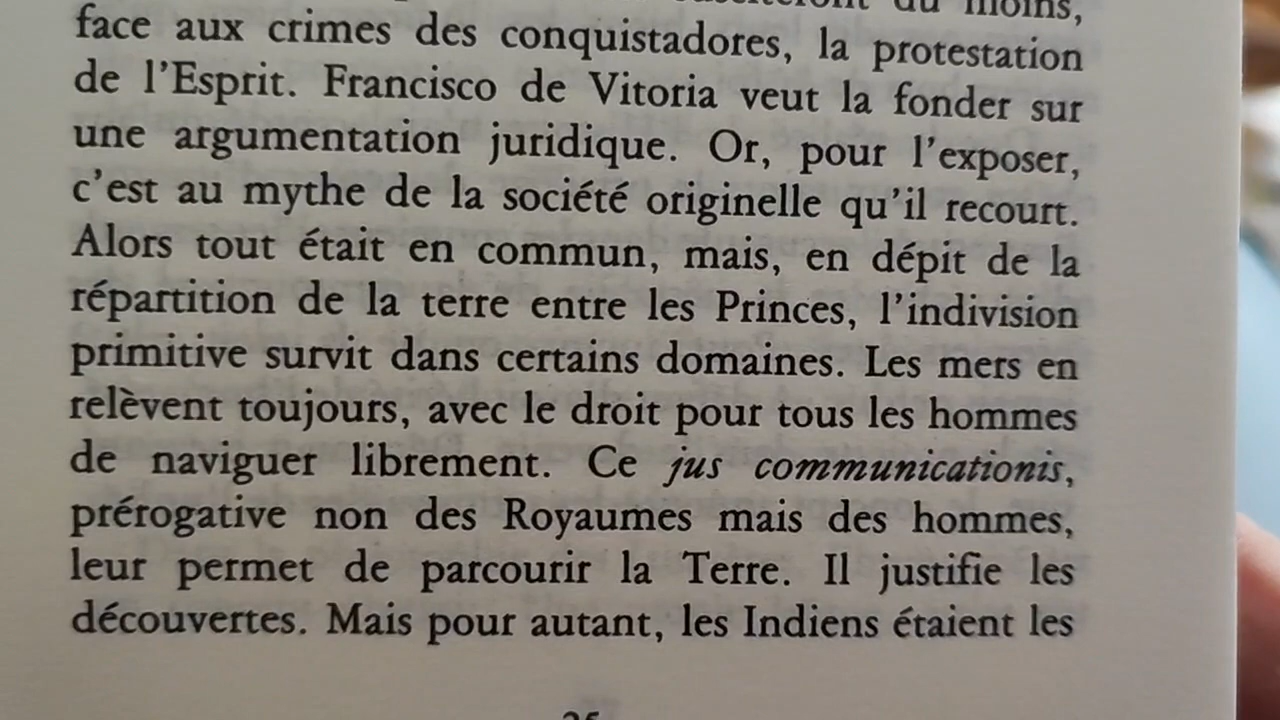 du moins,
face aux crimes des conquistadores, la protestation
de l'Esprit. Francisco de Vitoria veut la fonder sur
une argumentation juridique. Or, pour l'exposer,
c'est au mythe de la société originelle qu'il recourt.
Alors tout était en commun, mais, en dépit de la
répartition de la terre entre les Princes, l'indivision
primitive survit dans certains domaines. Les mers en
relèvent toujours, avec le droit pour tous les hommes
de naviguer librement. Ce jus communicationis,
prérogative non des Royaumes mais des hommes,
leur permet de parcourir la Terre. Il justifie les
découvertes. Mais pour autant, les Indiens étaient les